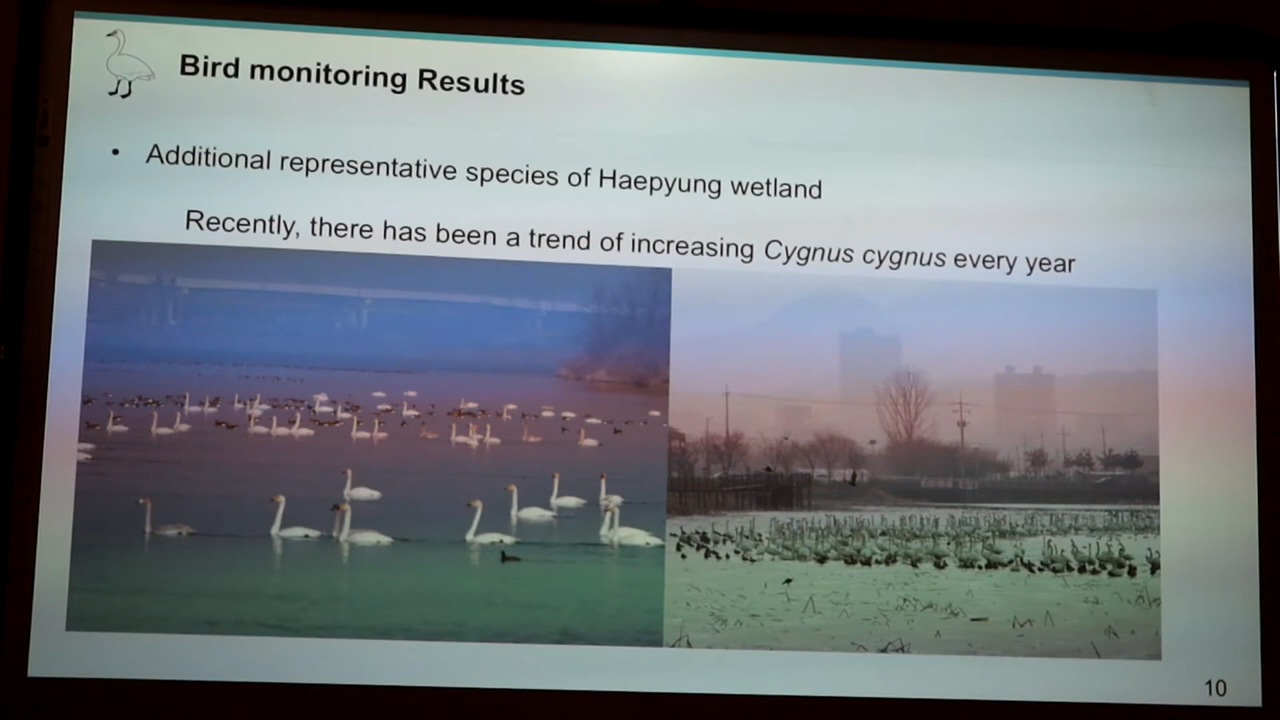 Bird monitoring Results
• Additional representative species of Haepyung wetland
Recently, there has been a trend of increasing Cygnus cygnus every year
10